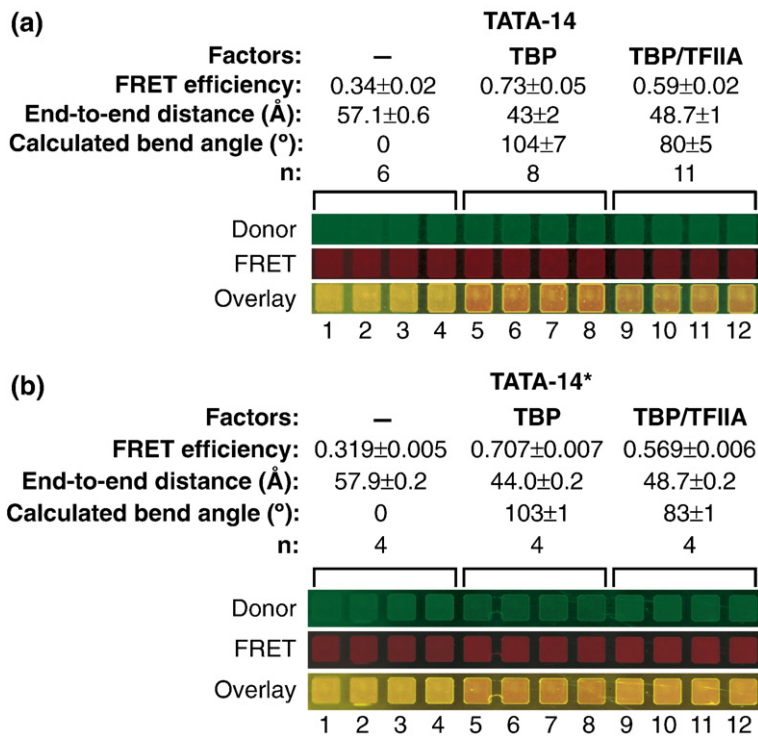 (a)
TATA-14
Factors: – TBP TBP/TFIIA
FRET efficiency: 0.34±0.02 0.73±0.05 0.59±0.02
End-to-end distance (Å): 57.1±0.6 43±2 48.7±1
Calculated bend angle (º): 0 104±7 80±5
n: 6 8 11
Donor
FRET
Overlay
1 2 3 4 5 6 7 8 9 10 11 12
(b)
TATA-14*
Factors: – TBP TBP/TFIIA
FRET efficiency: 0.319±0.005 0.707±0.007 0.569±0.006
End-to-end distance (Å): 57.9±0.2 44.0±0.2 48.7±0.2
Calculated bend angle (º): 0 103±1 83±1
n: 4 4 4
Donor
FRET
Overlay
1 2 3 4 5 6 7 8 9 10 11 12